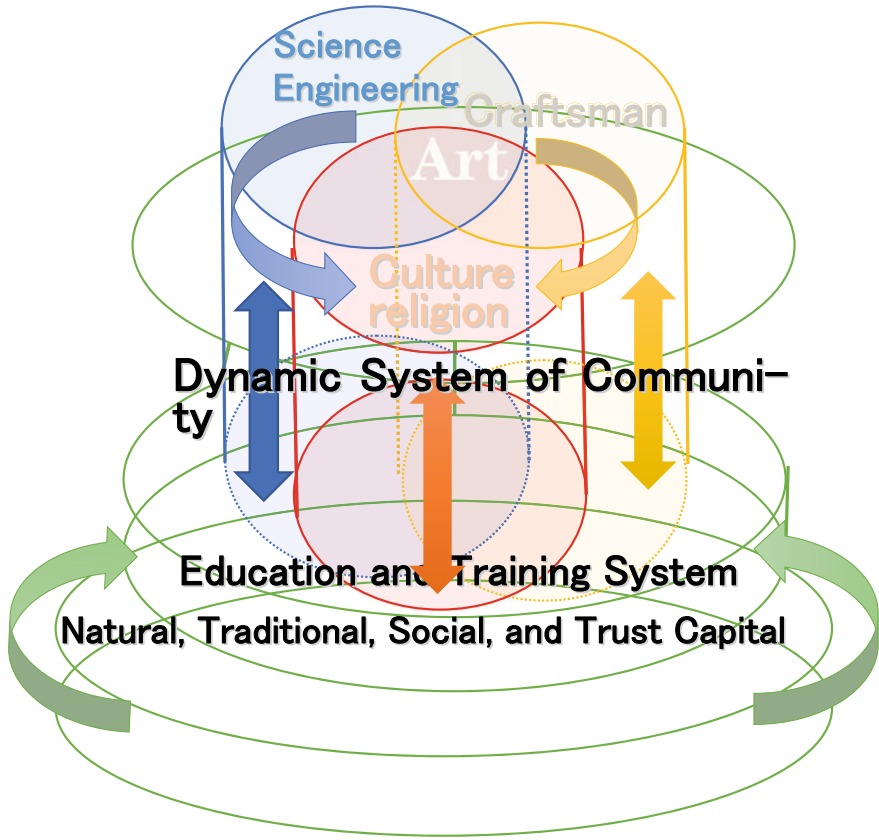 Science
Engineering
Craftsman
Art
Culture
religion
Dynamic System of Communi-
ty
Education and Training System
Natural, Traditional, Social, and Trust Capital